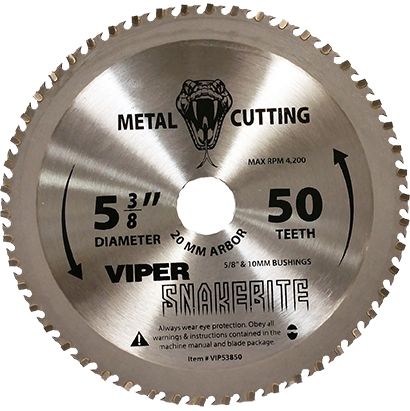 METAL CUTTING
MAX RPM 4,200
5 3/8"
DIAMETER
50
TEETH
20 MM ARBOR
5/8" & 10MM BUSHINGS
VIPER
SNAKEBITE
Always wear eye protection. Obey all
warnings & instructions contained in the
machine manual and blade package.
Item # VIP53850